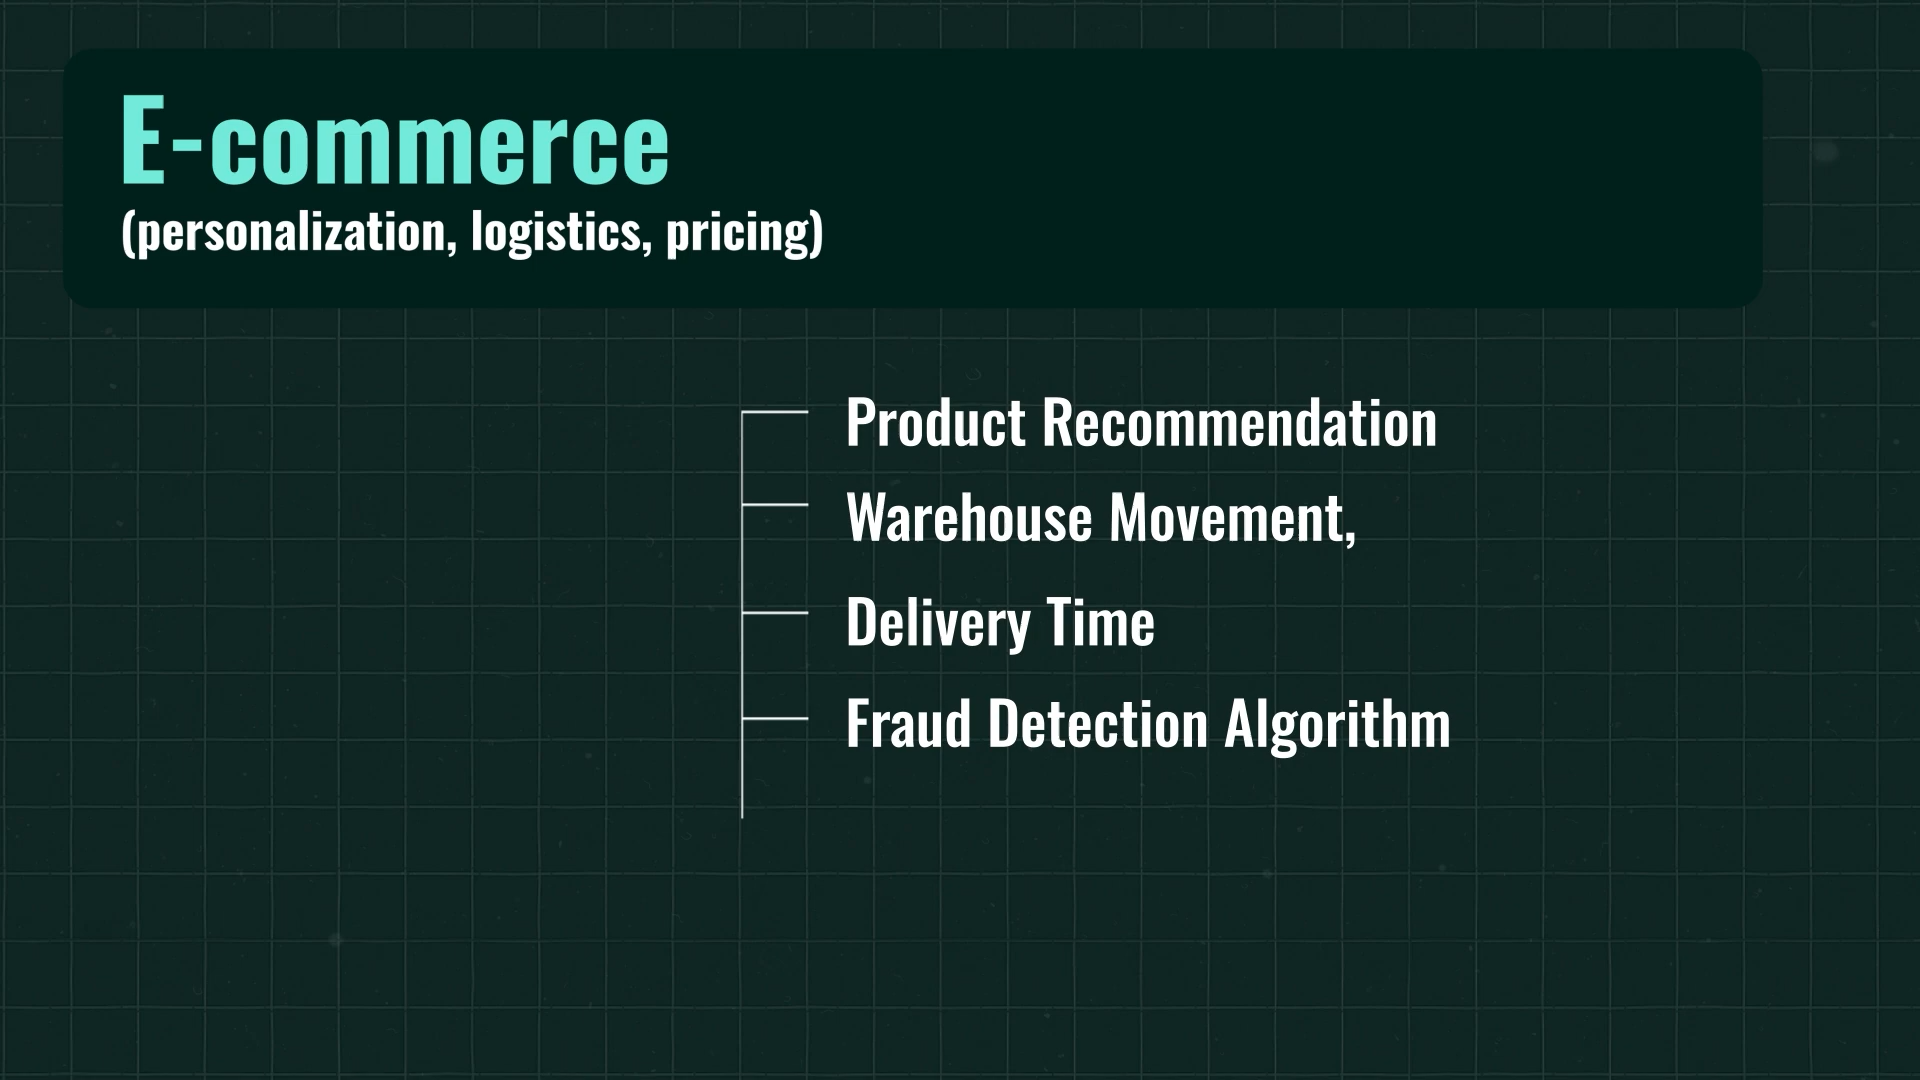 E-commerce
(personalization, logistics, pricing)
Product Recommendation
Warehouse Movement,
Delivery Time
Fraud Detection Algorithm